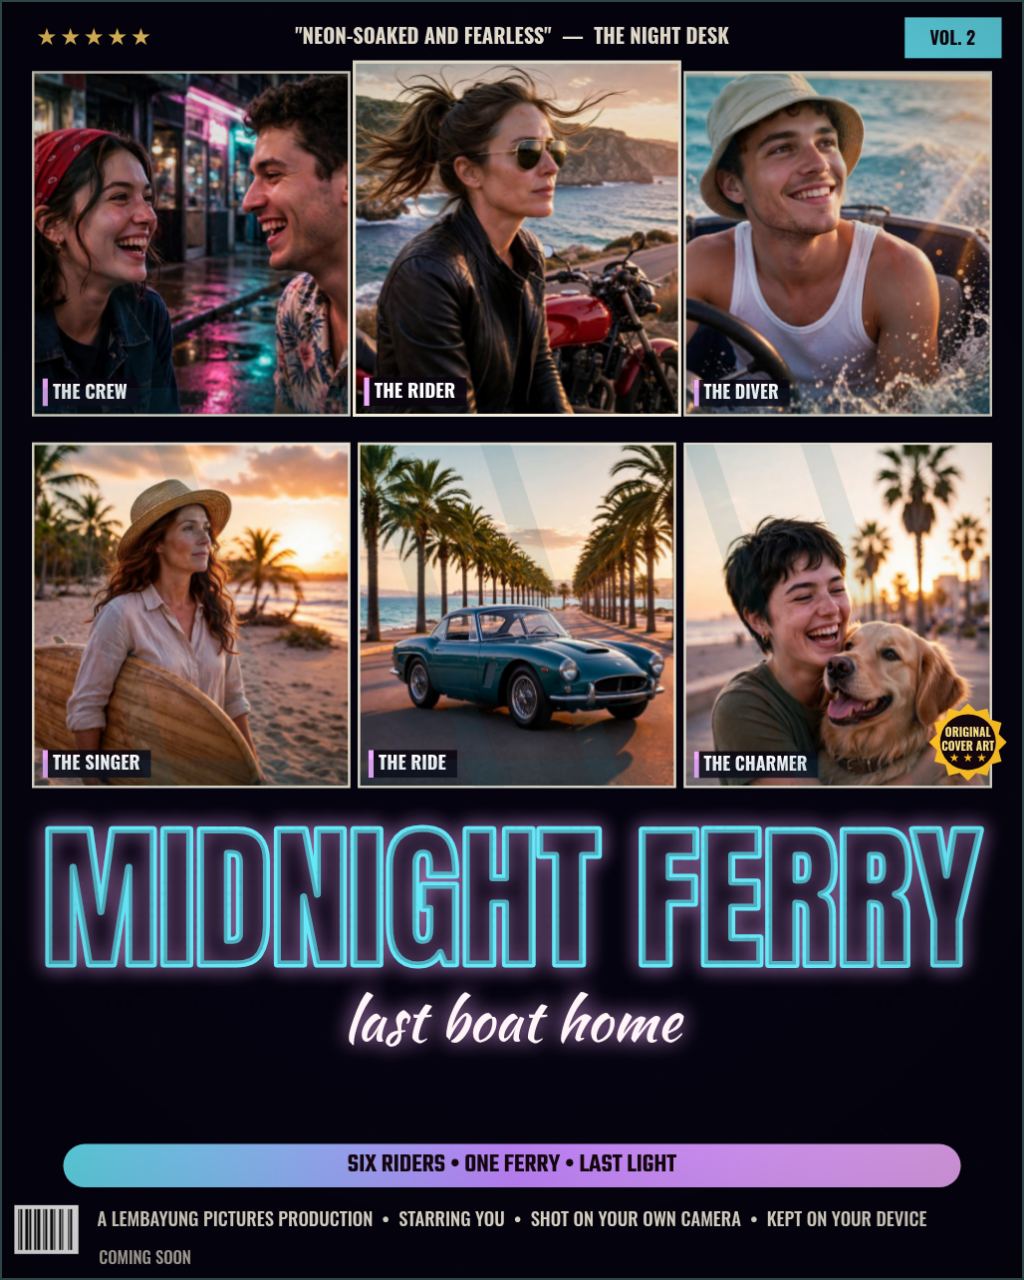 "NEON-SOAKED AND FEARLESS" — THE NIGHT DESK
VOL. 2
THE CREW
THE RIDER
THE DIVER
THE SINGER
THE RIDE
THE CHARMER
ORIGINAL
COVER ART
MIDNIGHT FERRY
last boat home
SIX RIDERS • ONE FERRY • LAST LIGHT
A LEMBAYUNG PICTURES PRODUCTION • STARRING YOU • SHOT ON YOUR OWN CAMERA • KEPT ON YOUR DEVICE
COMING SOON